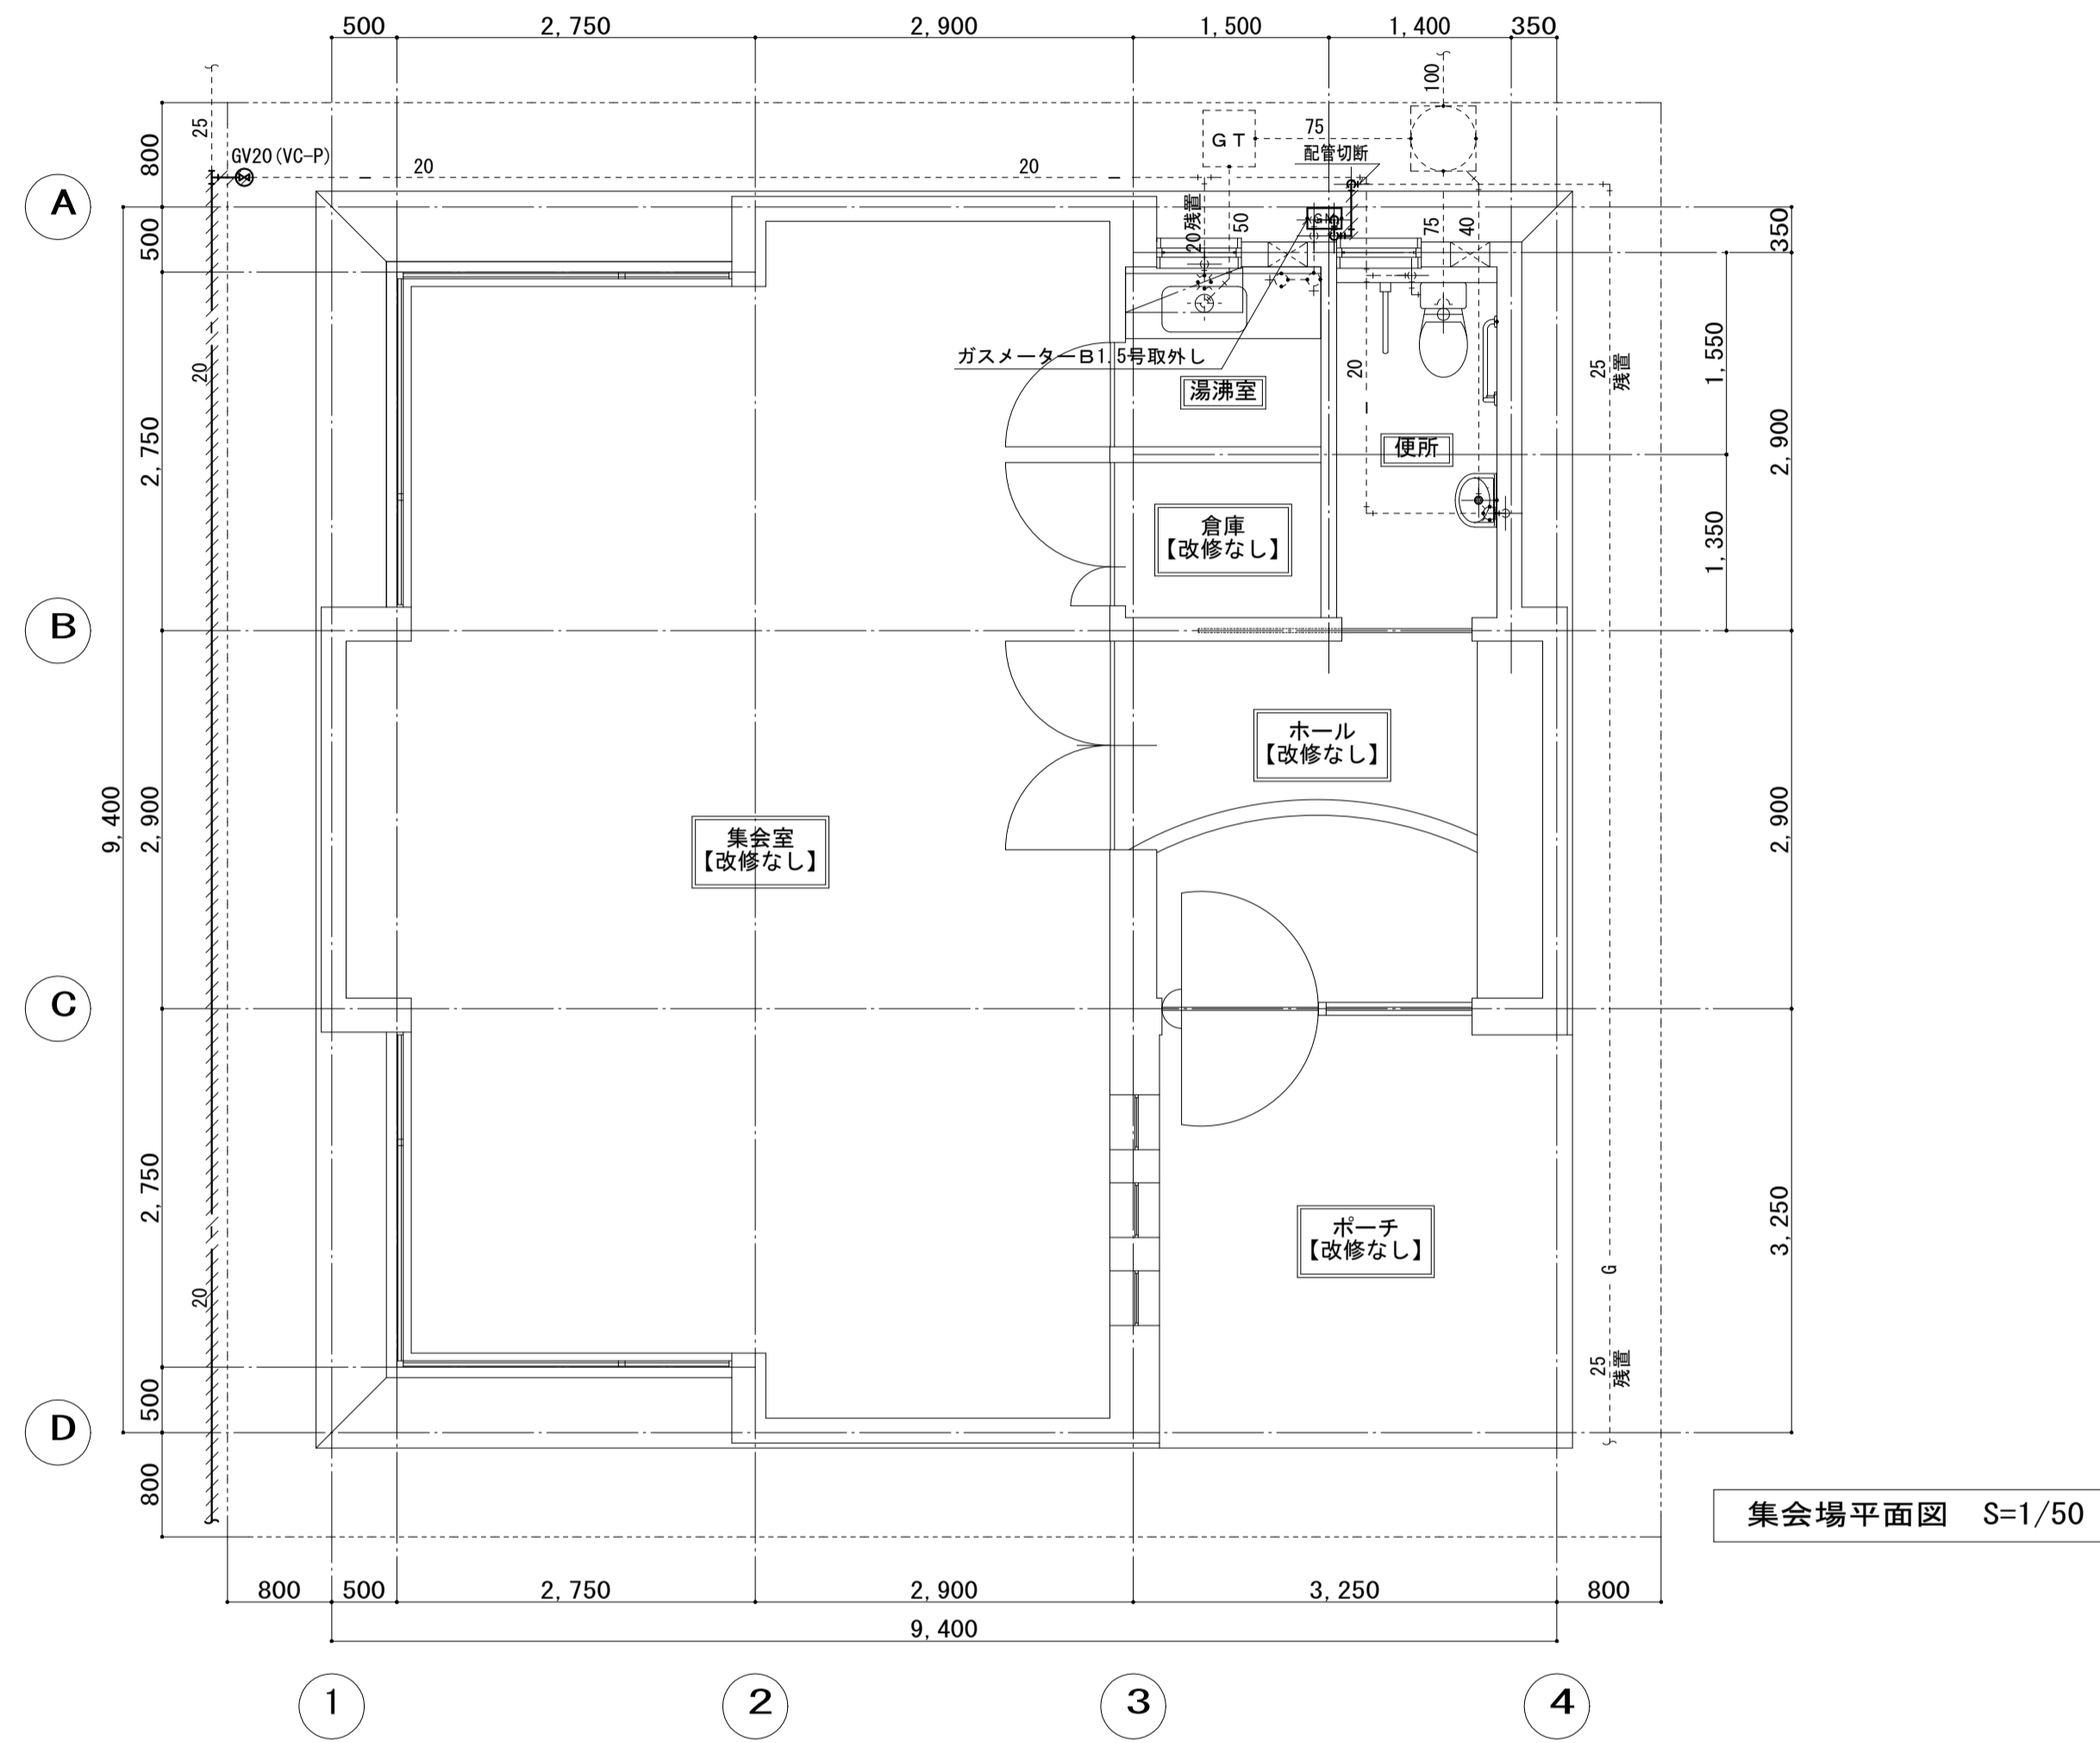 500
2,750
2,900
1,500
1,400
350
100
25
800
GV20(VC-P)
20
20
GT
75
配管切断
A
500
20残置
50
GM
75
40
350
20
ガスメーターB1.5号取外し
湯沸室
20
便所
25
残置
1,550
2,900
2,750
倉庫
【改修なし】
1,350
B
ホール
【改修なし】
9,400
2,900
集会室
【改修なし】
2,900
C
2,750
ポーチ
【改修なし】
3,250
G
20
25
残置
500
D
800
集会場平面図 S=1/50
800
500
2,750
2,900
3,250
800
9,400
1
2
3
4